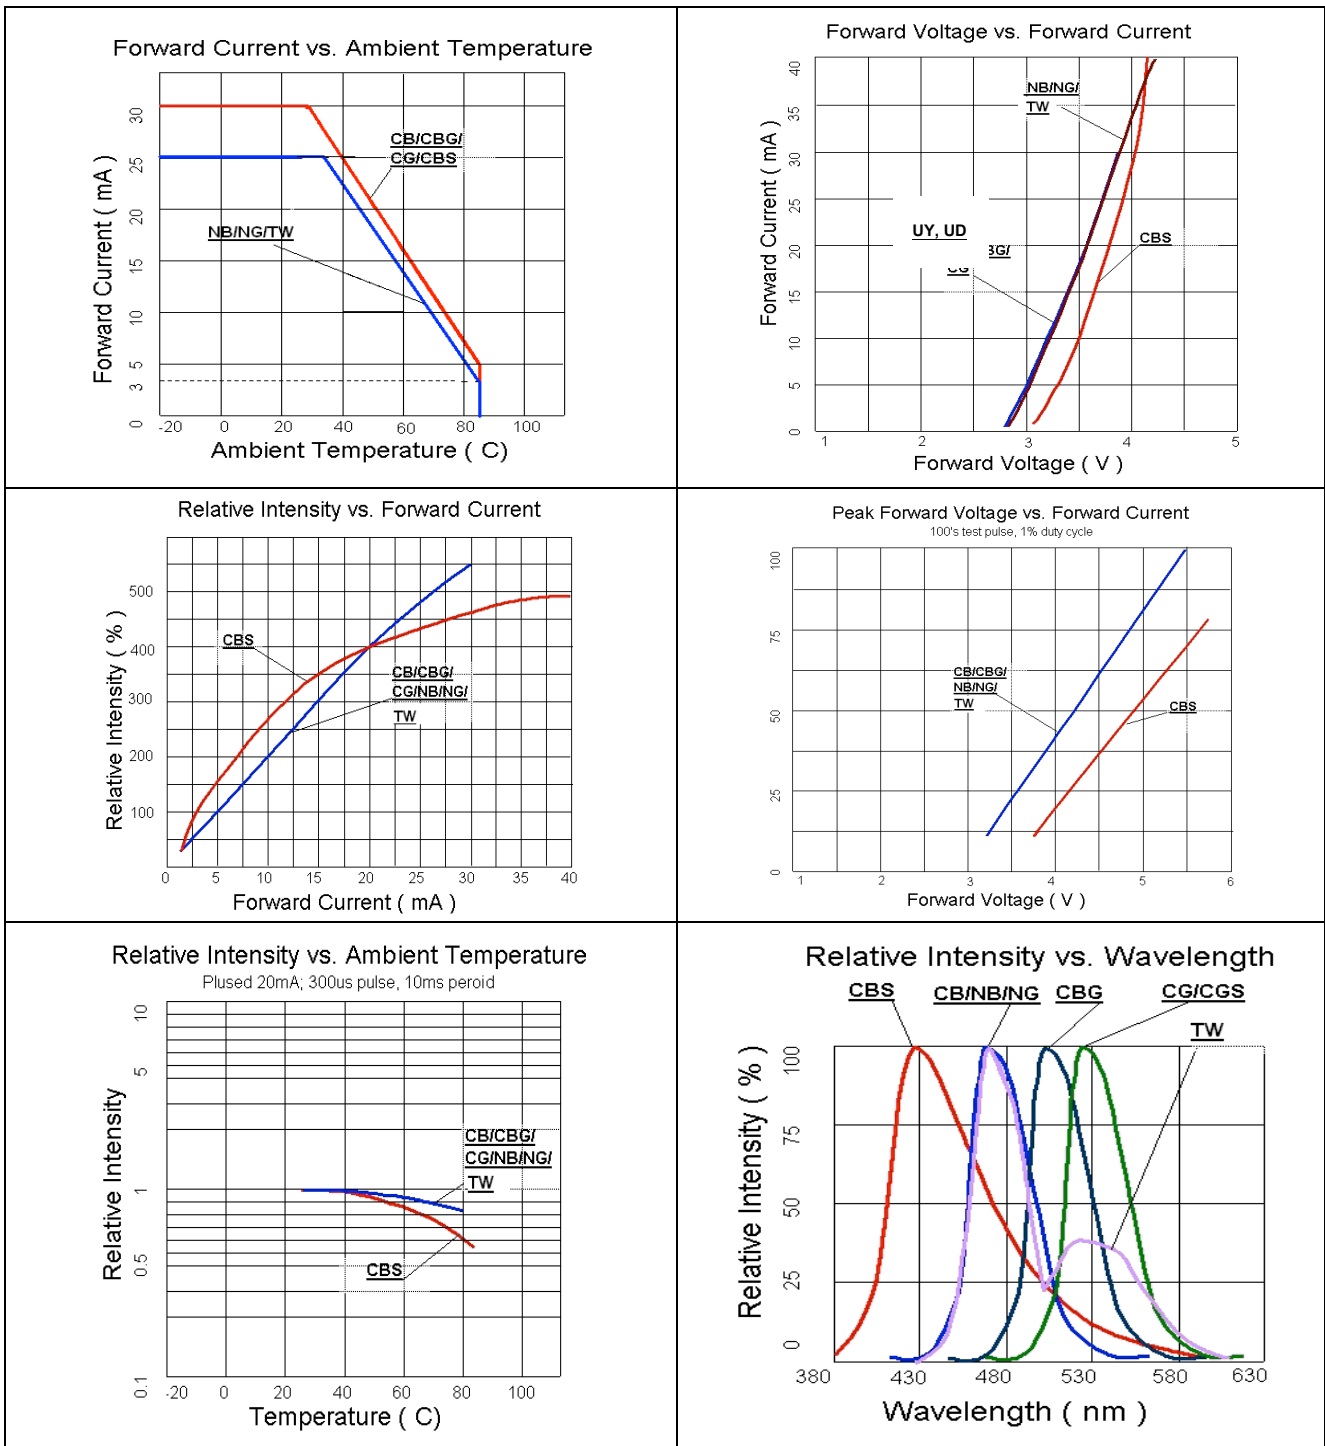 Forward Current vs. Ambient Temperature
Forward Current ( mA )
30
25
20
15
10
5
3
0
CB/CBG/
CG/CBS
NB/NG/TW
-20 0 20 40 60 80 100
Ambient Temperature ( C)
Forward Voltage vs. Forward Current
Forward Current ( mA )
40
35
30
25
20
15
10
5
0
NB/NG/
TW
UY, UD
BG/
CG
CBS
1 2 3 4 5
Forward Voltage ( V )
Relative Intensity vs. Forward Current
Relative Intensity ( % )
500
400
300
200
100
CBS
CB/CBG/
CG/NB/NG/
TW
0 5 10 15 20 25 30 35 40
Forward Current ( mA )
Peak Forward Voltage vs. Forward Current
100's test pulse, 1% duty cycle
100
75
50
25
0
CB/CBG/
NB/NG/
TW
CBS
1 2 3 4 5 6
Forward Voltage ( V )
Relative Intensity vs. Ambient Temperature
Plused 20mA; 300us pulse, 10ms peroid
Relative Intensity
10
5
1
0.5
0.1
CB/CBG/
CG/NB/NG/
TW
CBS
-20 0 20 40 60 80 100
Temperature ( C)
Relative Intensity vs. Wavelength
CBS CB/NB/NG CBG CG/CGS
TW
Relative Intensity ( % )
100
75
50
25
0
380 430 480 530 580 630
Wavelength ( nm )